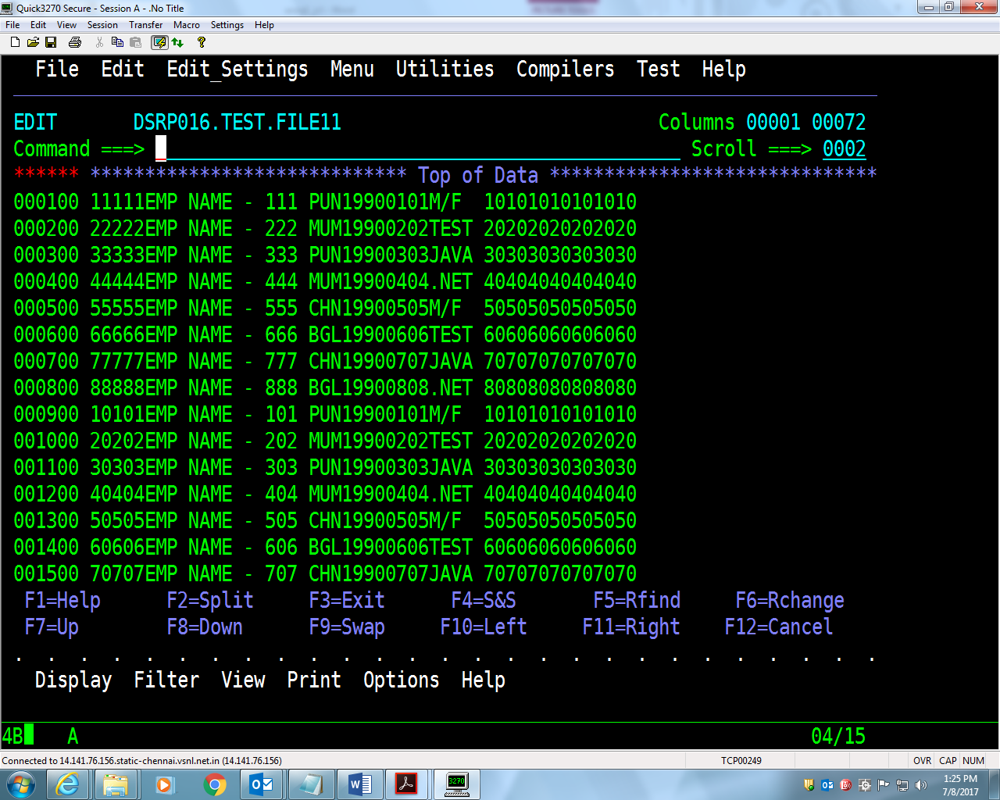 Quick3270 Secure - Session A - .No Title
File Edit View Session Transfer Macro Settings Help
File Edit Edit_Settings Menu Utilities Compilers Test Help
EDIT DSRP016.TEST.FILE11 Columns 00001 00072
Command ===> Scroll ===> 0002
****** ***************************** Top of Data ******************************
000100 11111EMP NAME - 111 PUN19900101M/F 10101010101010
000200 22222EMP NAME - 222 MUM19900202TEST 20202020202020
000300 33333EMP NAME - 333 PUN19900303JAVA 30303030303030
000400 44444EMP NAME - 444 MUM19900404.NET 40404040404040
000500 55555EMP NAME - 555 CHN19900505M/F 50505050505050
000600 66666EMP NAME - 666 BGL19900606TEST 60606060606060
000700 77777EMP NAME - 777 CHN19900707JAVA 70707070707070
000800 88888EMP NAME - 888 BGL19900808.NET 80808080808080
000900 10101EMP NAME - 101 PUN19900101M/F 10101010101010
001000 20202EMP NAME - 202 MUM19900202TEST 20202020202020
001100 30303EMP NAME - 303 PUN19900303JAVA 30303030303030
001200 40404EMP NAME - 404 MUM19900404.NET 40404040404040
001300 50505EMP NAME - 505 CHN19900505M/F 50505050505050
001400 60606EMP NAME - 606 BGL19900606TEST 60606060606060
001500 70707EMP NAME - 707 CHN19900707JAVA 70707070707070
F1=Help F2=Split F3=Exit F4=S&S F5=Rfind F6=Rchange
F7=Up F8=Down F9=Swap F10=Left F11=Right F12=Cancel
. . . . . . . . . . . . . . . . . . . . . . . . . . . .
Display Filter View Print Options Help
4B A 04/15
Connected to 14.141.76.156.static-chennai.vsnl.net.in (14.141.76.156) TCP00249 OVR CAP NUM
3270
1:25 PM
7/8/2017